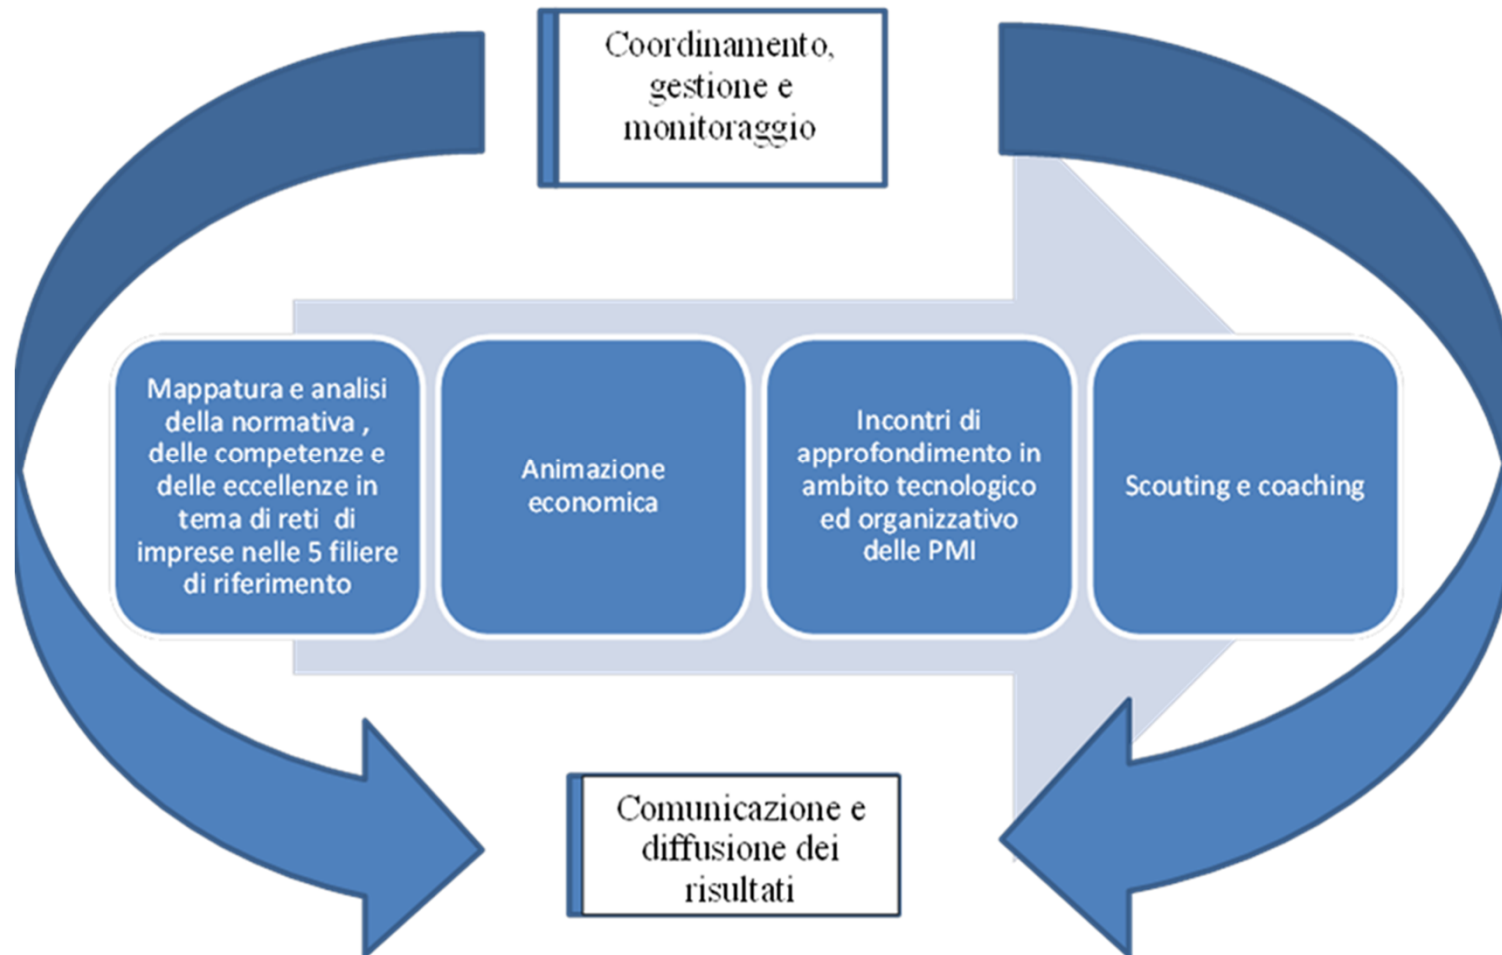 Coordinamento,
gestione e
monitoraggio
Mappatura e analisi
della normativa ,
delle competenze e
delle eccellenze in
tema di reti di
imprese nelle 5 filiere
di riferimento
Animazione
economica
Incontri di
approfondimento in
ambito tecnologico
ed organizzativo
delle PMI
Scouting e coaching
Comunicazione e
diffusione dei
risultati